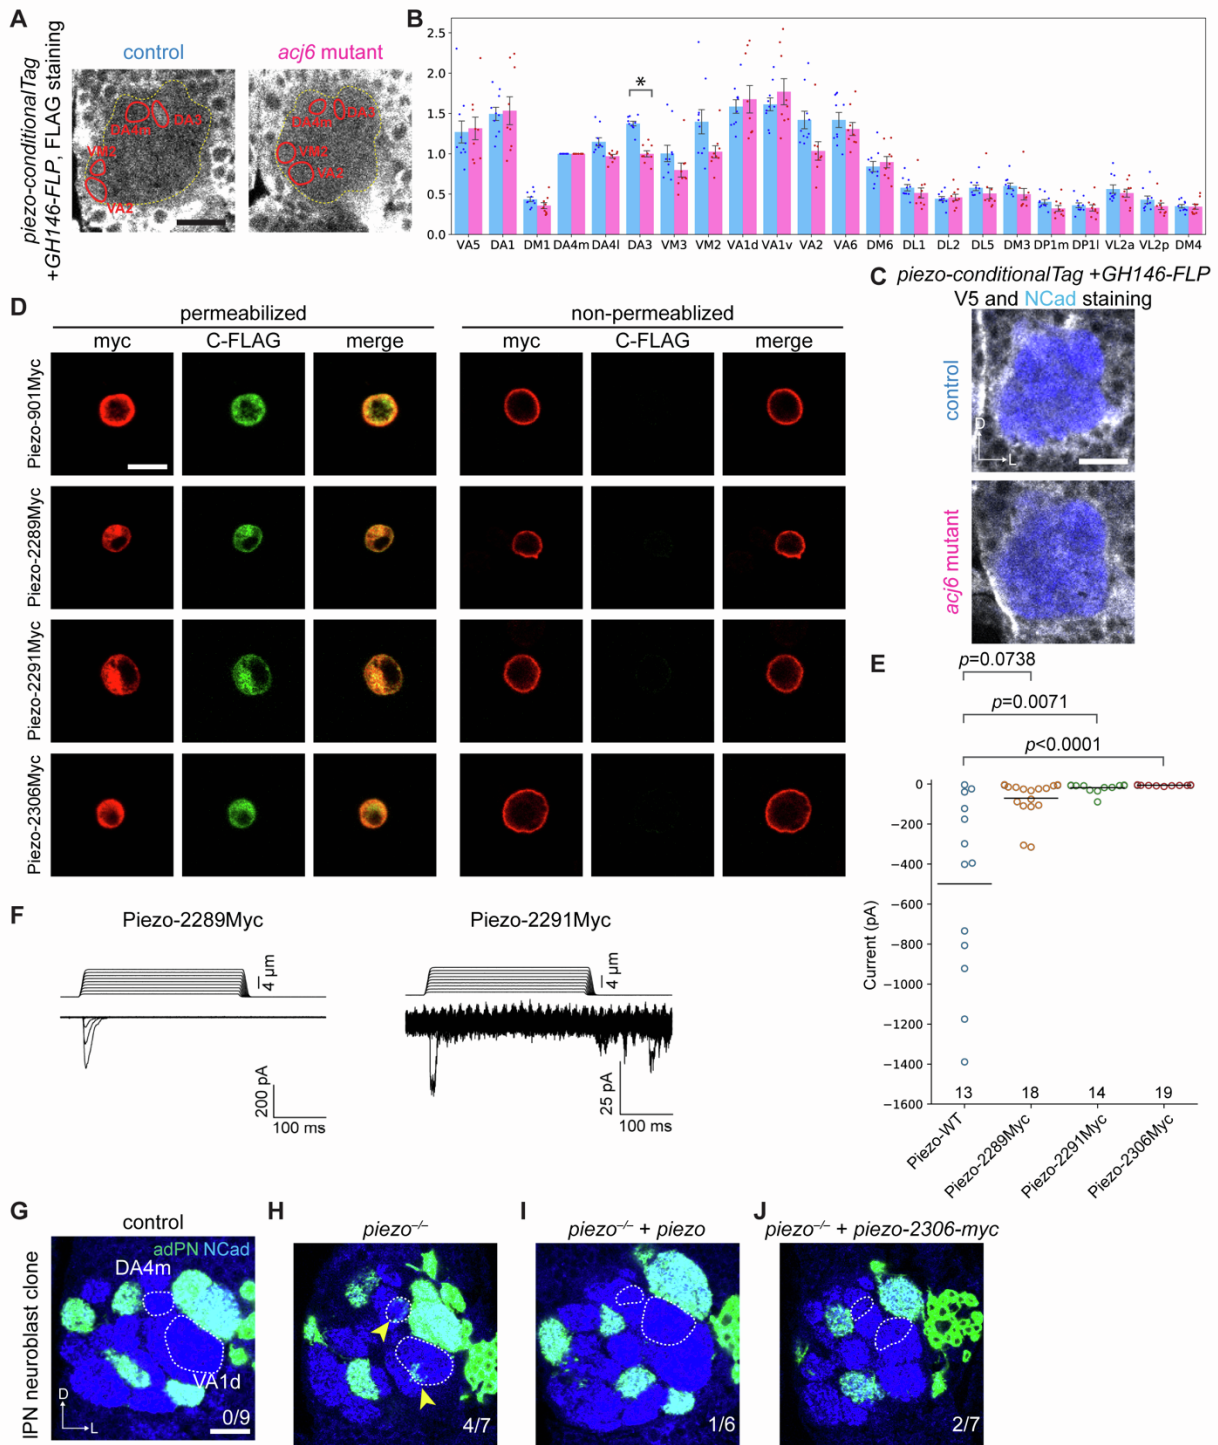 A
control
acj6 mutant
piezo-conditionalTag
+GH146-FLP, FLAG staining
DA4m
DA3
VM2
VA2
DA4m
DA3
VM2
VA2
B
2.5
2.0
1.5
1.0
0.5
0.0
*
VA5 DA1 DM1 DA4m DA4l DA3 VM3 VM2 VA1d VA1v VA2 VA6 DM6 DL1 DL2 DL5 DM3 DP1m DP1l VL2a VL2p DM4
C
piezo-conditionalTag +GH146-FLP
V5 and NCad staining
control
D
L
acj6 mutant
D
permeabilized
non-permeablized
myc C-FLAG merge myc C-FLAG merge
Piezo-901Myc
Piezo-2289Myc
Piezo-2291Myc
Piezo-2306Myc
E
p=0.0738
p=0.0071
p<0.0001
Current (pA)
0
−200
−400
−600
−800
−1000
−1200
−1400
−1600
13 18 14 19
Piezo-WT
Piezo-2289Myc
Piezo-2291Myc
Piezo-2306Myc
F
Piezo-2289Myc
4 µm
200 pA
100 ms
Piezo-2291Myc
4 µm
25 pA
100 ms
IPN neuroblast clone
G
control
adPN NCad
DA4m
VA1d
D
L
0/9
H
piezo–/–
4/7
I
piezo–/– + piezo
1/6
J
piezo–/– + piezo-2306-myc
2/7